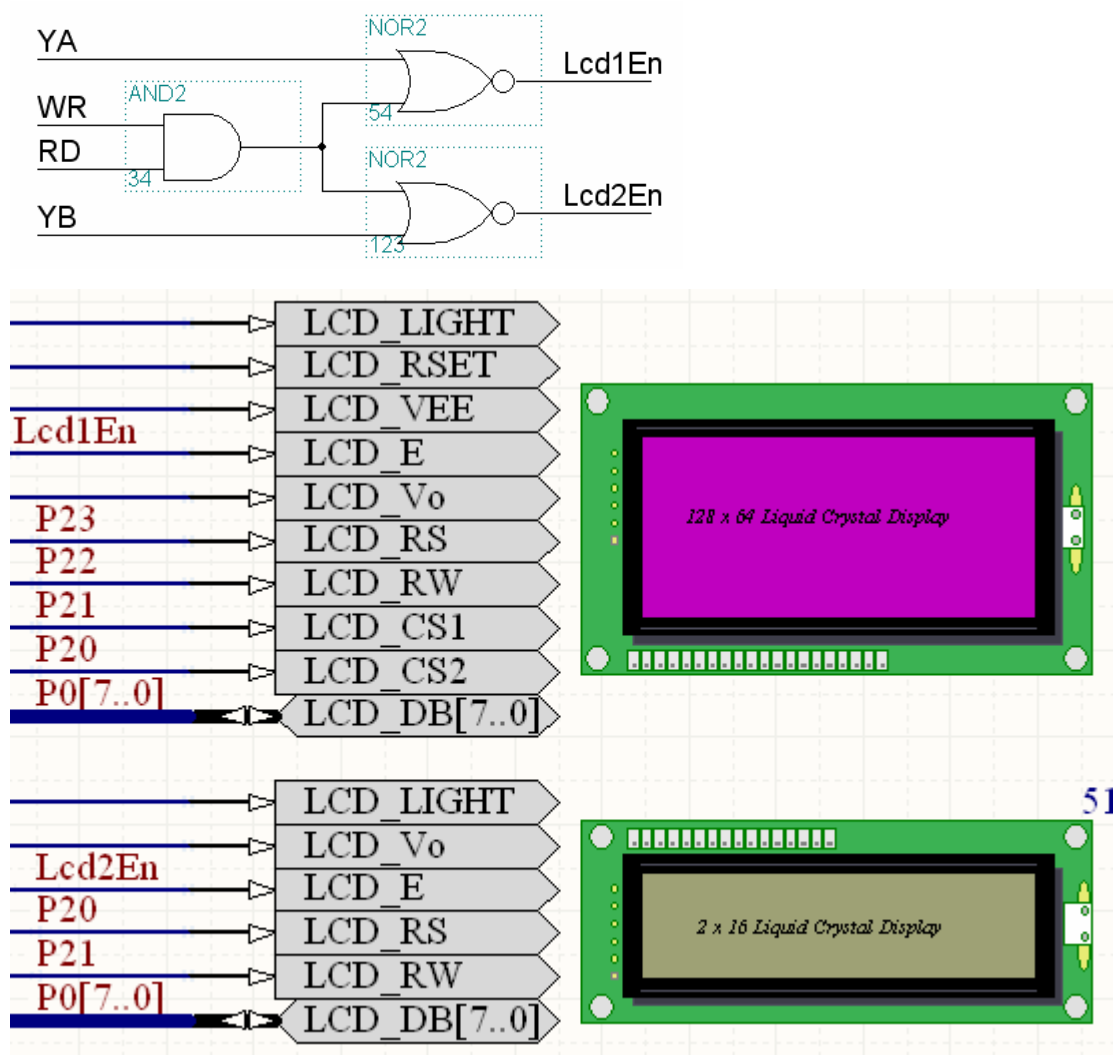 YA
NOR2
Lcd1En
54
WR
AND2
RD
34
NOR2
Lcd2En
YB
123
LCD_LIGHT
LCD_RSET
LCD_VEE
Lcd1En
LCD_E
LCD_Vo
P23
LCD_RS
P22
LCD_RW
P21
LCD_CS1
P20
LCD_CS2
P0[7..0]
LCD_DB[7..0]
128 x 64 Liquid Crystal Display
LCD_LIGHT
LCD_Vo
Lcd2En
LCD_E
P20
LCD_RS
P21
LCD_RW
P0[7..0]
LCD_DB[7..0]
51
2 x 16 Liquid Crystal Display